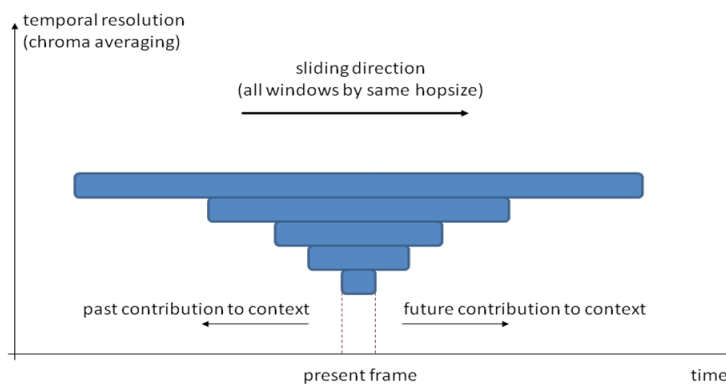 temporal resolution
(chroma averaging)
sliding direction
(all windows by same hopsize)
past contribution to context
future contribution to context
present frame
time